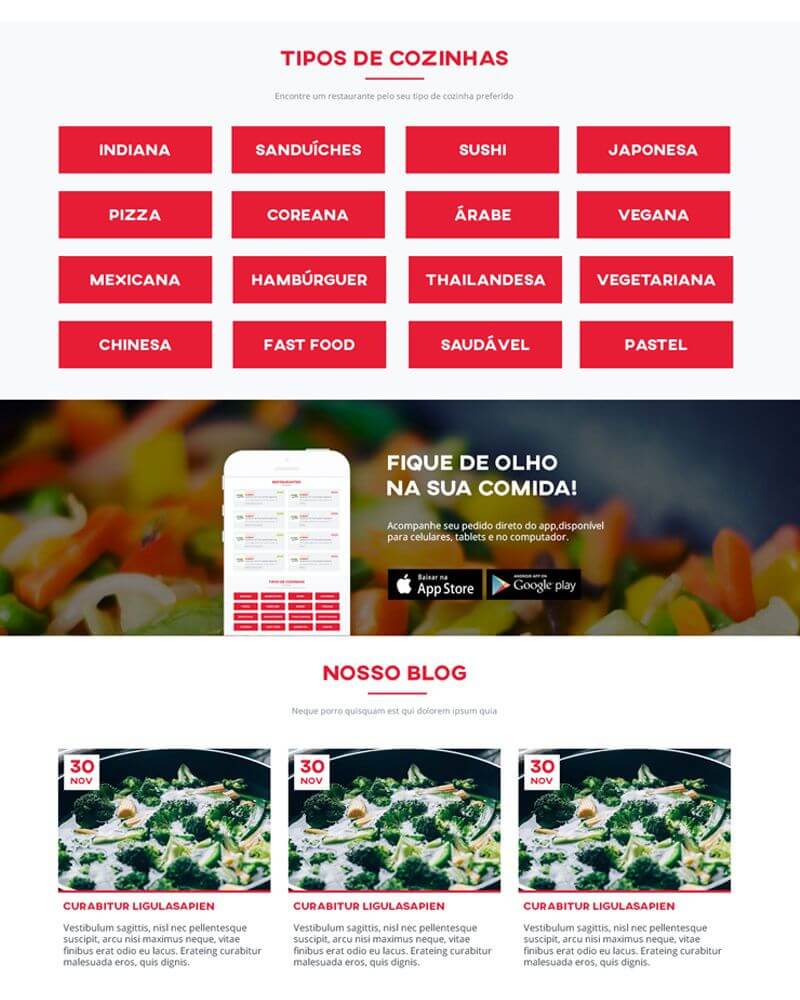 TIPOS DE COZINHAS
Encontre um restaurante pelo seu tipo de cozinha preferido
INDIANA
SANDUÍCHES
SUSHI
JAPONESA
PIZZA
COREANA
ÁRABE
VEGANA
MEXICANA
HAMBÚRGUER
THAILANDESA
VEGETARIANA
CHINESA
FAST FOOD
SAUDÁVEL
PASTEL
RESTAURANTES
TIPOS DE COZINHAS
FIQUE DE OLHO
NA SUA COMIDA!
Acompanhe seu pedido direto do app,disponível
para celulares, tablets e no computador.
Baixar na
App Store
ANDROID APP ON
Google play
NOSSO BLOG
Neque porro quisquam est qui dolorem ipsum quia
30
NOV
CURABITUR LIGULASAPIEN
Vestibulum sagittis, nisl nec pellentesque
suscipit, arcu nisi maximus neque, vitae
finibus erat odio eu lacus. Erateing curabitur
malesuada eros, quis dignis.
30
NOV
CURABITUR LIGULASAPIEN
Vestibulum sagittis, nisl nec pellentesque
suscipit, arcu nisi maximus neque, vitae
finibus erat odio eu lacus. Erateing curabitur
malesuada eros, quis dignis.
30
NOV
CURABITUR LIGULASAPIEN
Vestibulum sagittis, nisl nec pellentesque
suscipit, arcu nisi maximus neque, vitae
finibus erat odio eu lacus. Erateing curabitur
malesuada eros, quis dignis.